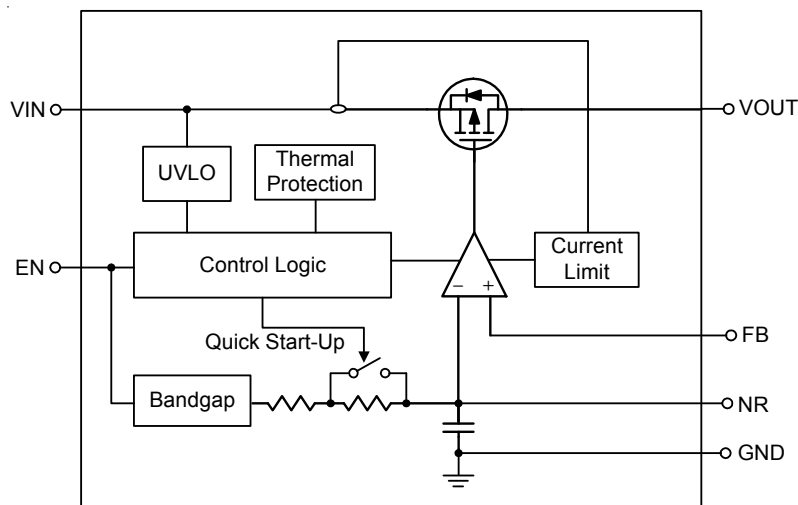 VIN
VOUT
UVLO
Thermal
Protection
EN
Control Logic
Current
Limit
− +
Quick Start-Up
FB
Bandgap
NR
GND